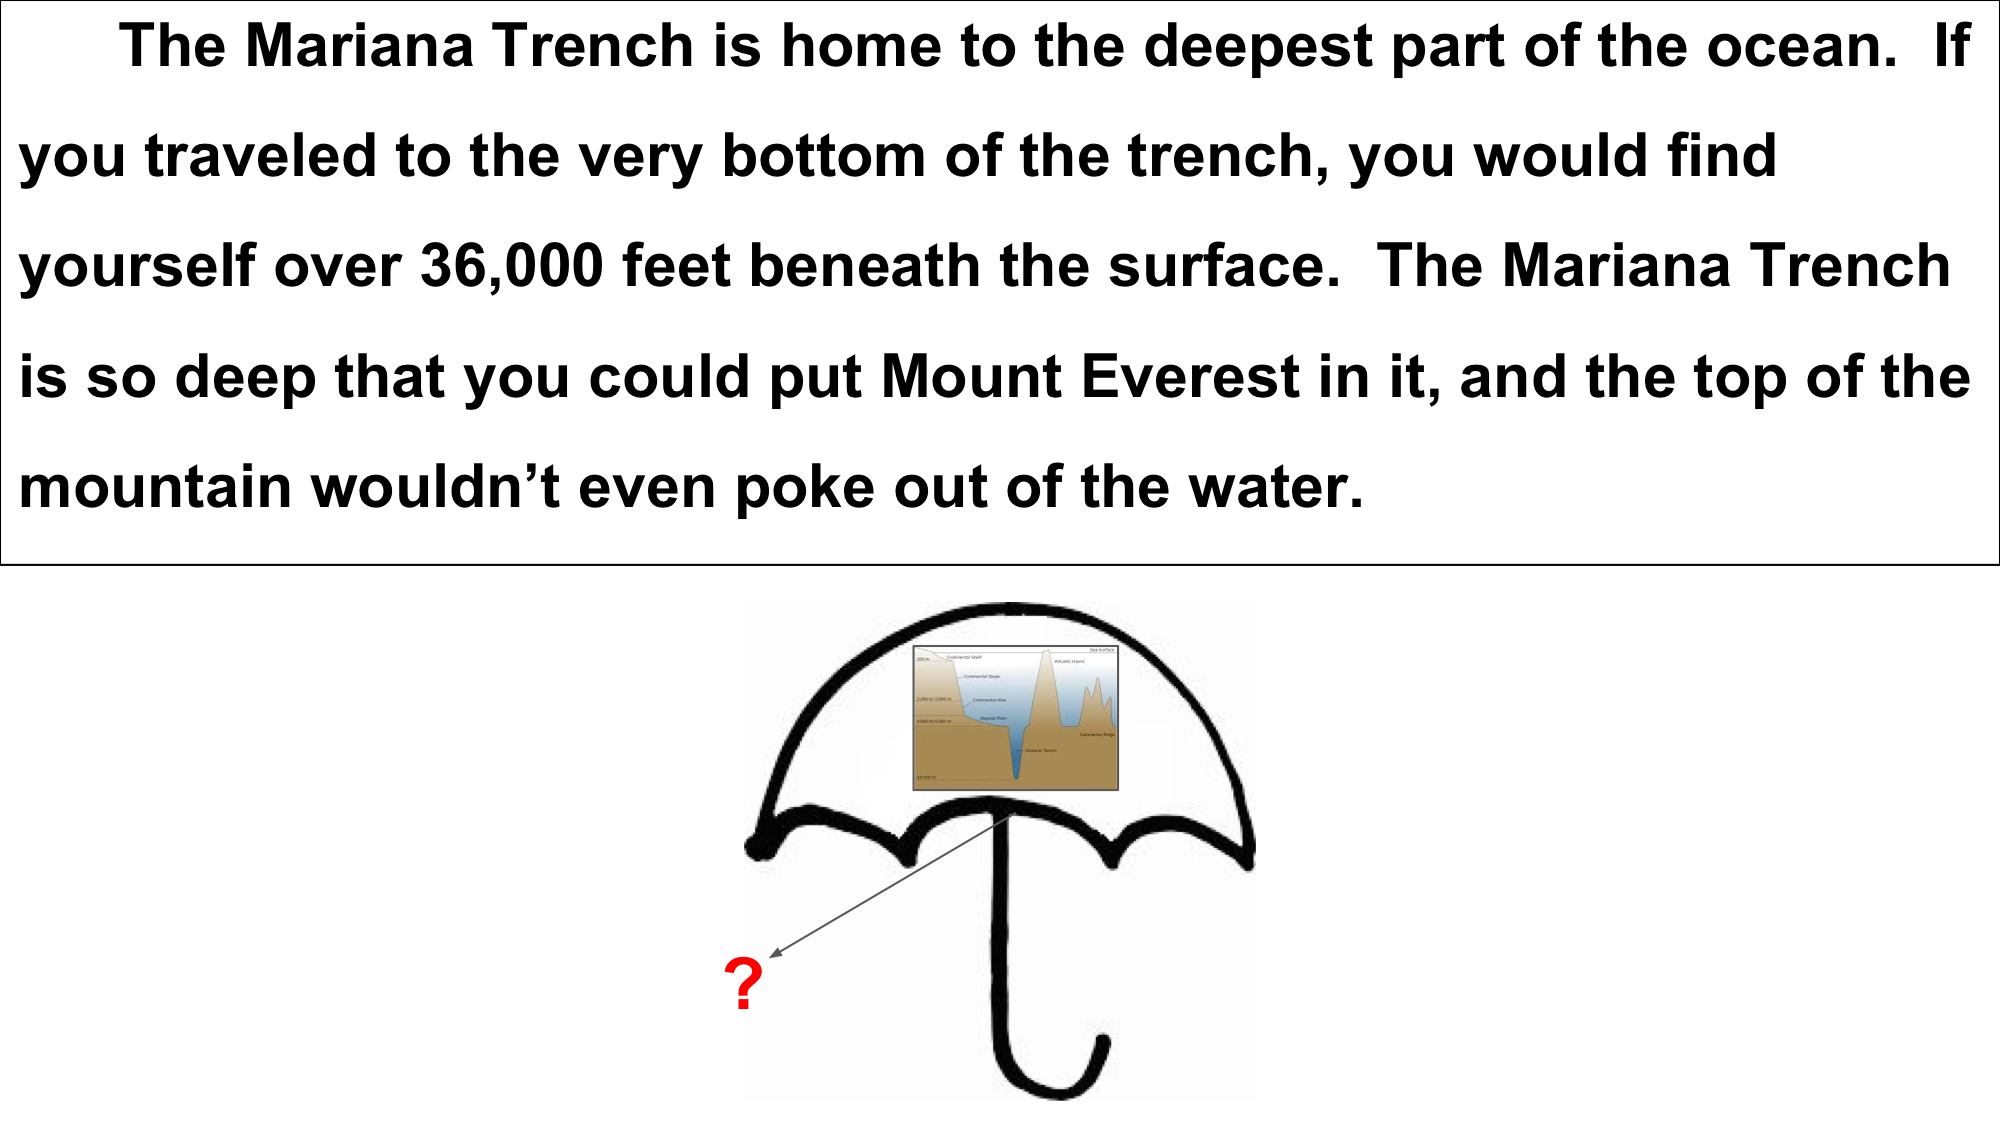 The Mariana Trench is home to the deepest part of the ocean.  If
you traveled to the very bottom of the trench, you would find
yourself over 36,000 feet beneath the surface.  The Mariana Trench
is so deep that you could put Mount Everest in it, and the top of the
mountain wouldn’t even poke out of the water.
Sea Surface
Continental Shelf
200 m
Volcanic Island
Continental Slope
Continental Rise
Abyssal Plain
Submarine Ridge
Oceanic Trench
10,000 m
?